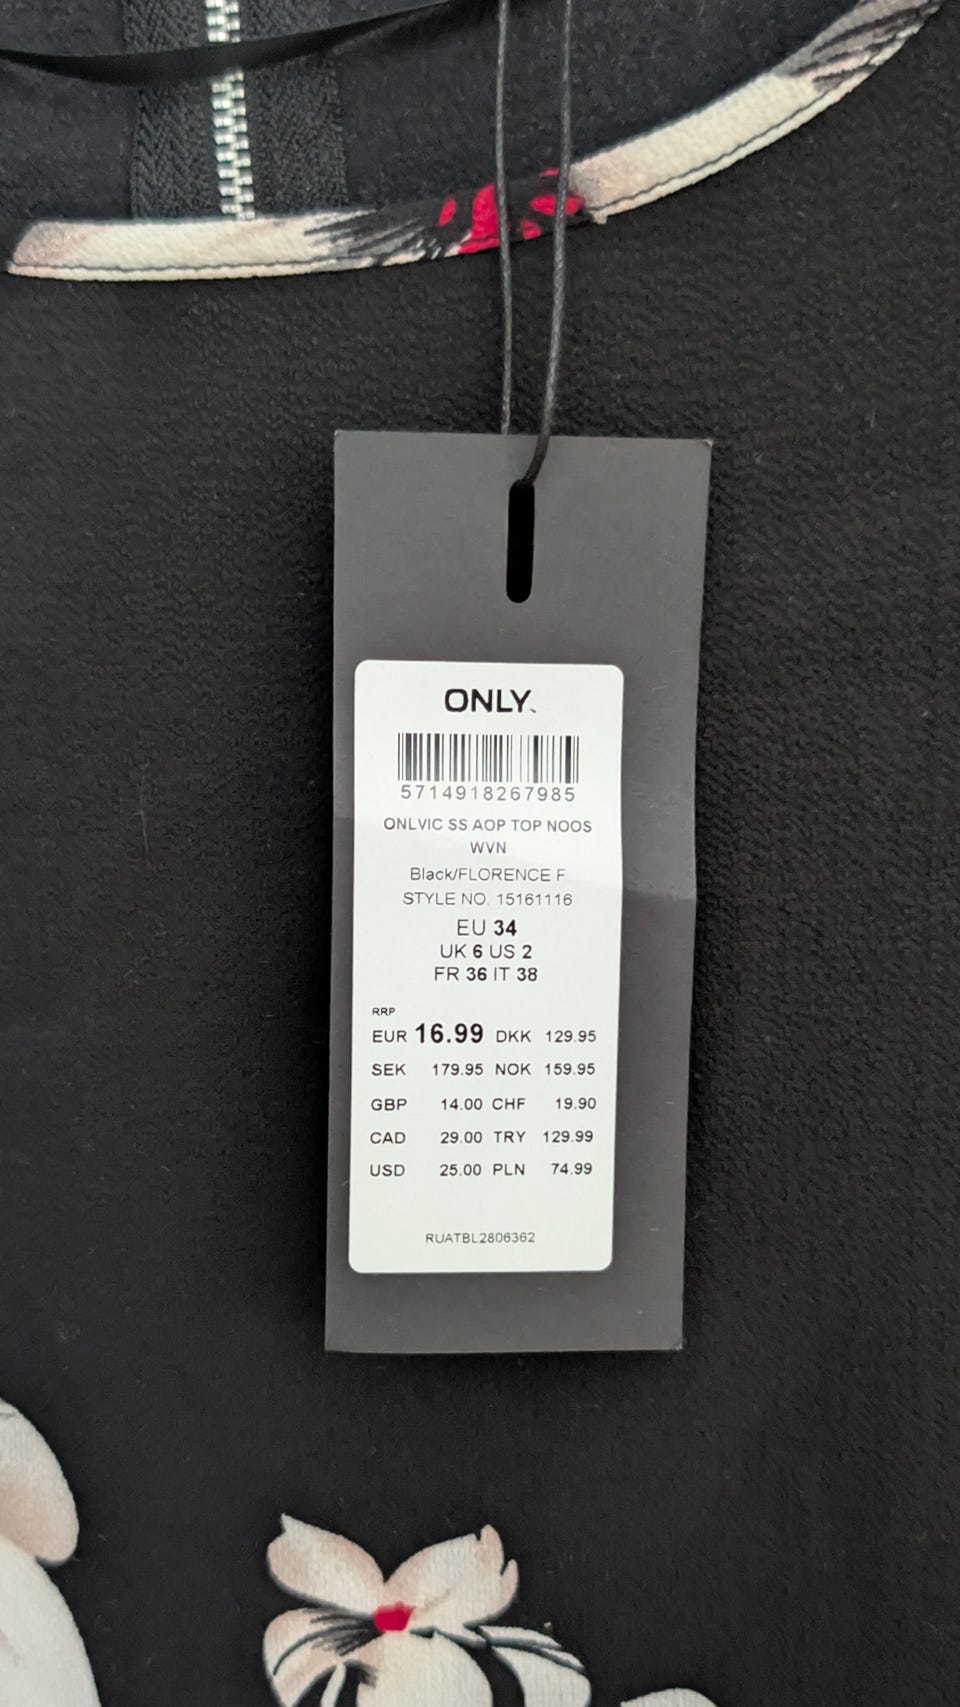 ONLY
5714918267985
ONLVIC SS AOP TOP NOOS
WVN
Black/FLORENCE F
STYLE NO. 15161116
EU 34
UK 6 US 2
FR 36 IT 38
RRP
EUR 16.99 DKK 129.95
SEK 179.95 NOK 159.95
GBP 14.00 CHF 19.90
CAD 29.00 TRY 129.99
USD 25.00 PLN 74.99
RUATBL2806362